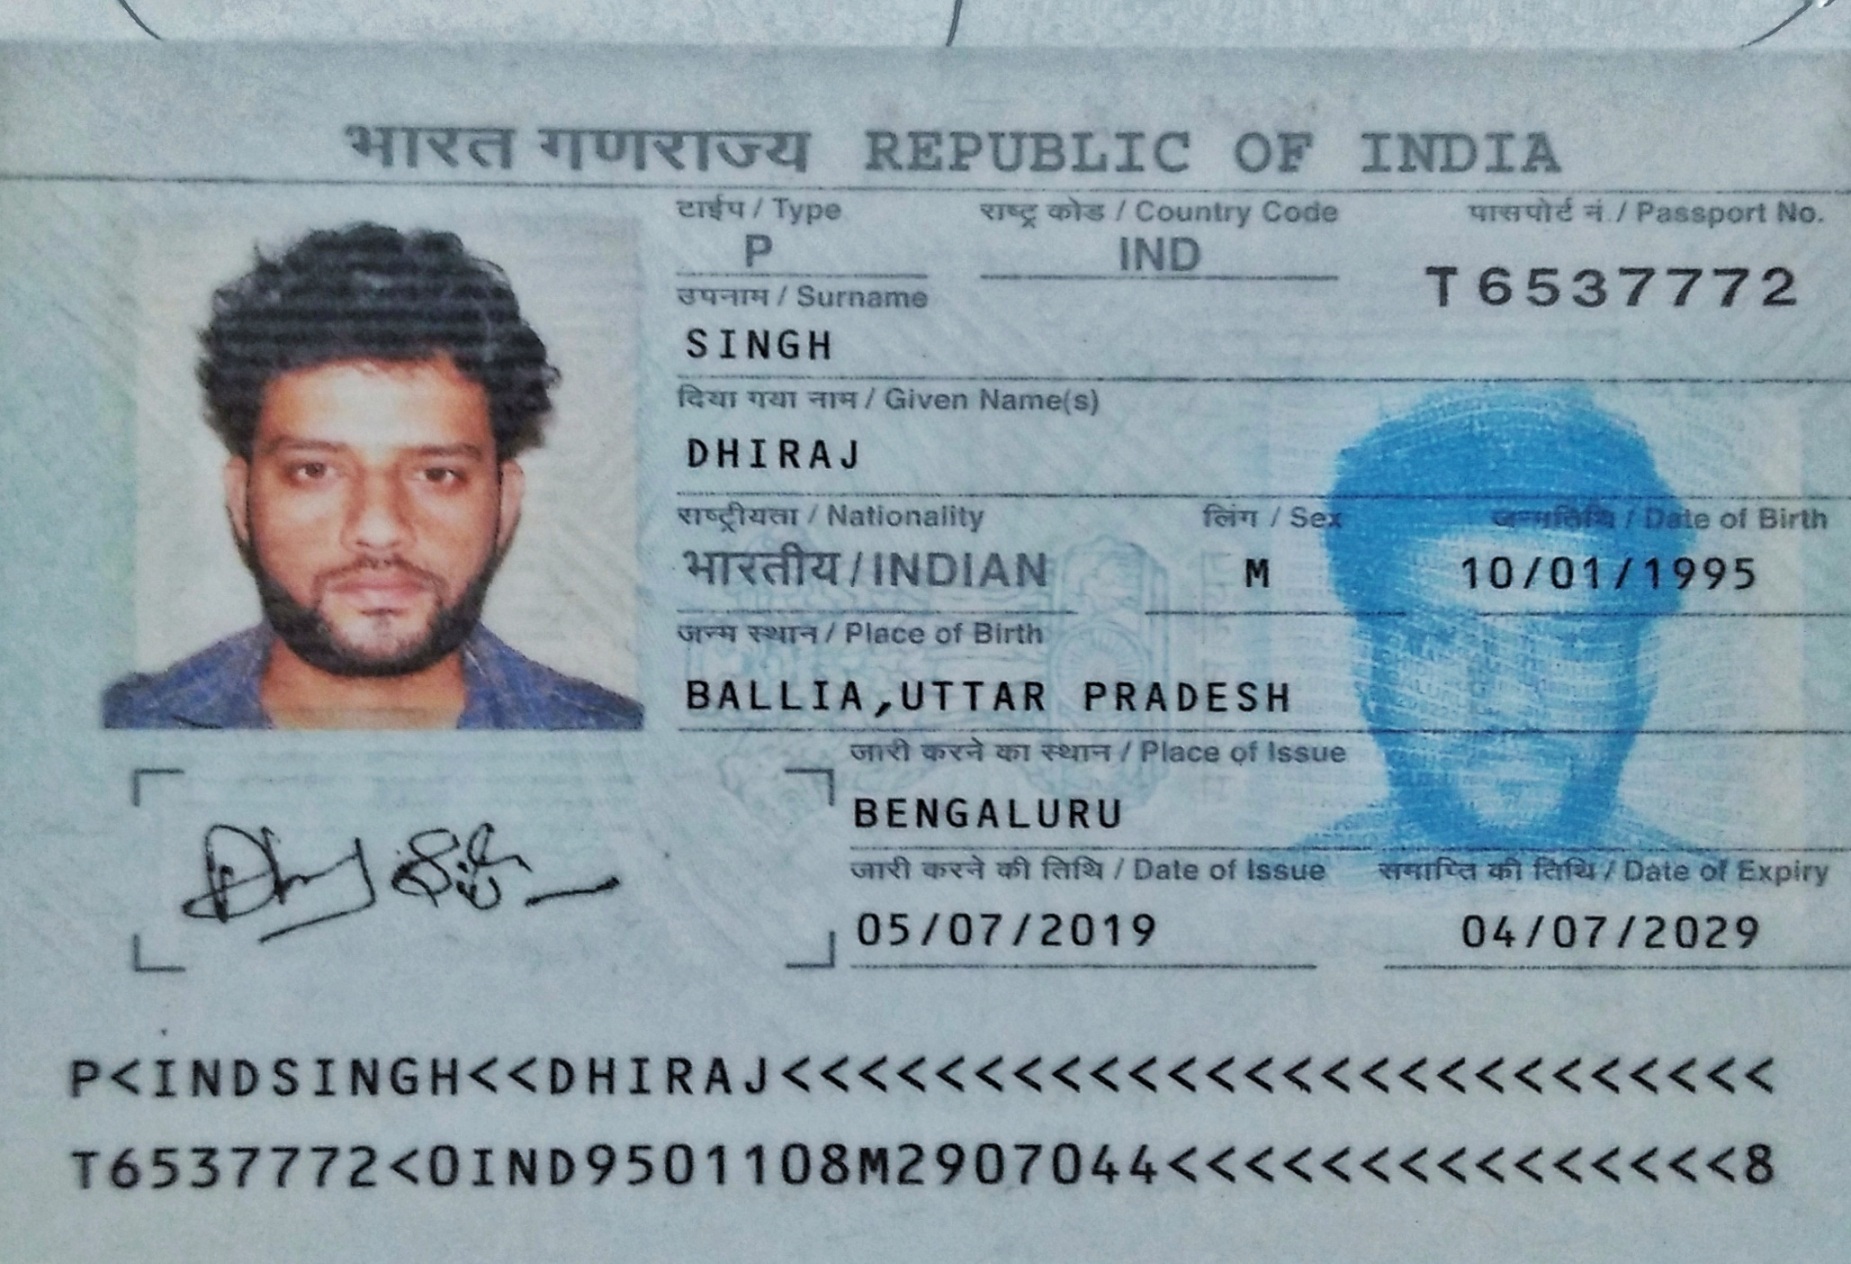 भारत गणराज्य REPUBLIC OF INDIA
टाईप / Type राष्ट्र कोड / Country Code पासपोर्ट नं. / Passport No.
P IND T6537772
उपनाम / Surname
SINGH
दिया गया नाम / Given Name(s)
DHIRAJ
राष्ट्रीयता / Nationality लिंग / Sex जन्मतिथि / Date of Birth
भारतीय / INDIAN M 10/01/1995
जन्म स्थान / Place of Birth
BALLIA,UTTAR PRADESH
जारी करने का स्थान / Place of Issue
BENGALURU
जारी करने की तिथि / Date of Issue समाप्ति की तिथि / Date of Expiry
05/07/2019 04/07/2029
P<INDSINGH<<DHIRAJ<<<<<<<<<<<<<<<<<<<<<<<<<<
T6537772<0IND9501108M2907044<<<<<<<<<<<<<<<8